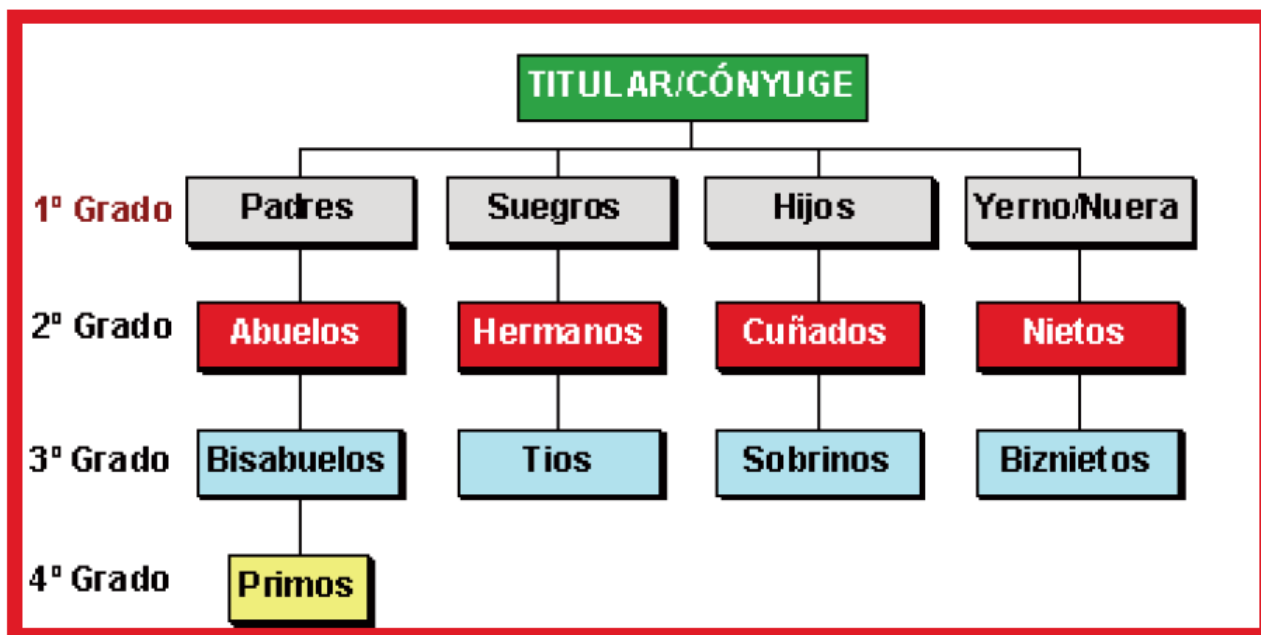 TITULAR/CÓNYUGE
1º Grado Padres Suegros Hijos Yerno/Nuera
2º Grado Abuelos Hermanos Cuñados Nietos
3º Grado Bisabuelos Tios Sobrinos Biznietos
4º Grado Primos